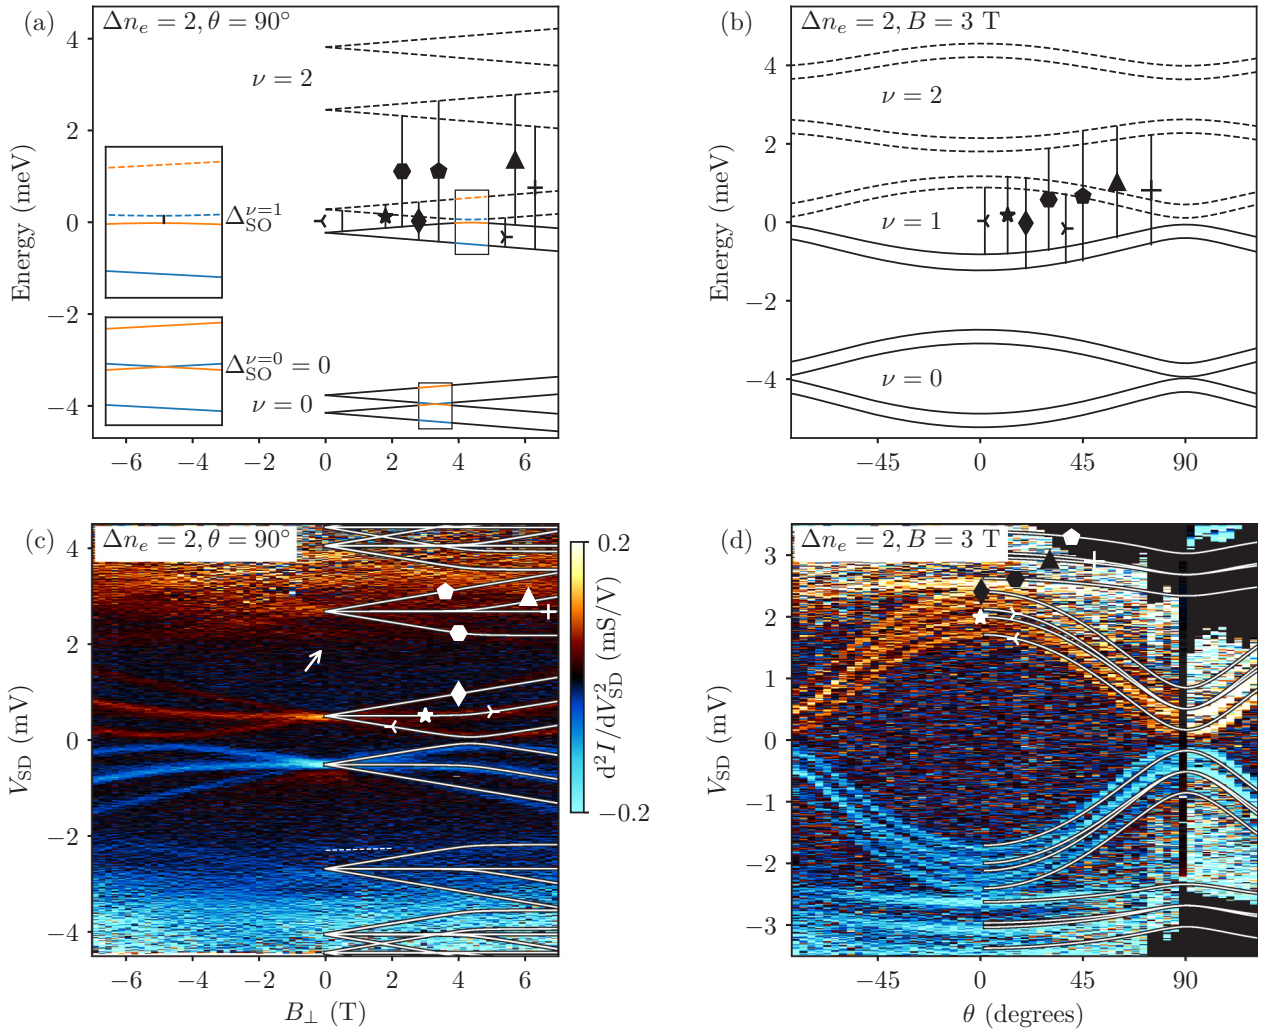 (a)
Δn_e = 2, θ = 90°
ν = 2
Δ_SO^ν=1
Δ_SO^ν=0 = 0
ν = 0
Energy (meV)
4
2
0
−2
−4
−6
−4
−2
0
2
4
6
(b)
Δn_e = 2, B = 3 T
ν = 2
ν = 1
ν = 0
Energy (meV)
4
2
0
−2
−4
−45
0
45
90
(c)
Δn_e = 2, θ = 90°
V_SD (mV)
4
2
0
−2
−4
−6
−4
−2
0
2
4
6
B_⊥ (T)
0.2
−0.2
d²I/dV²_SD (mS/V)
(d)
Δn_e = 2, B = 3 T
V_SD (mV)
3
2
1
0
−1
−2
−3
−45
0
45
90
θ (degrees)